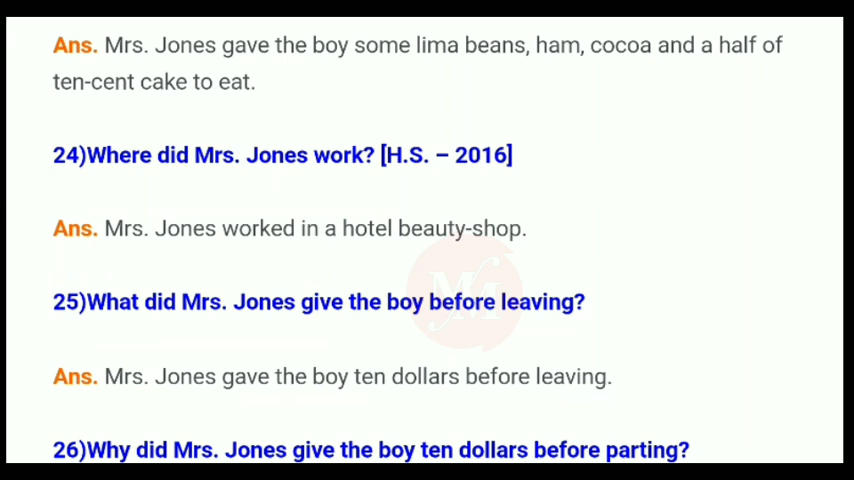 Ans. Mrs. Jones gave the boy some lima beans, ham, cocoa and a half of
ten-cent cake to eat.
24)Where did Mrs. Jones work? [H.S. – 2016]
Ans. Mrs. Jones worked in a hotel beauty-shop.
25)What did Mrs. Jones give the boy before leaving?
Ans. Mrs. Jones gave the boy ten dollars before leaving.
26)Why did Mrs. Jones give the boy ten dollars before parting?